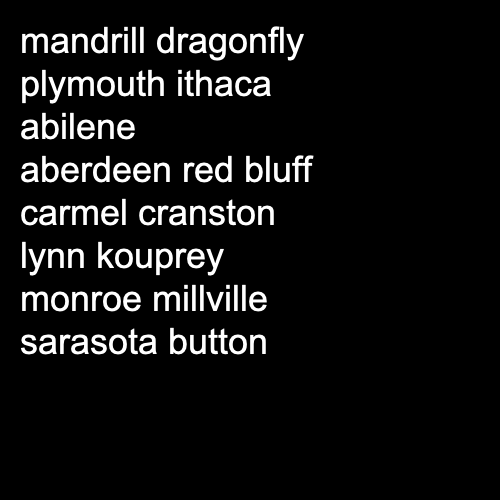 mandrill dragonfly
plymouth ithaca
abilene
aberdeen red bluff
carmel cranston
lynn kouprey
monroe millville
sarasota button